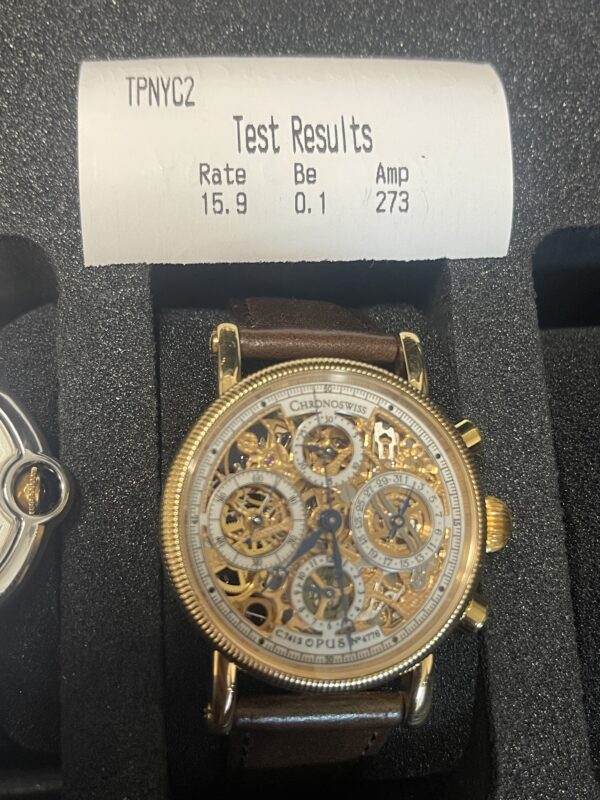 TPNYC2
Test Results
Rate Be Amp
15.9 0.1 273
CHRONOSWISS
OPUS